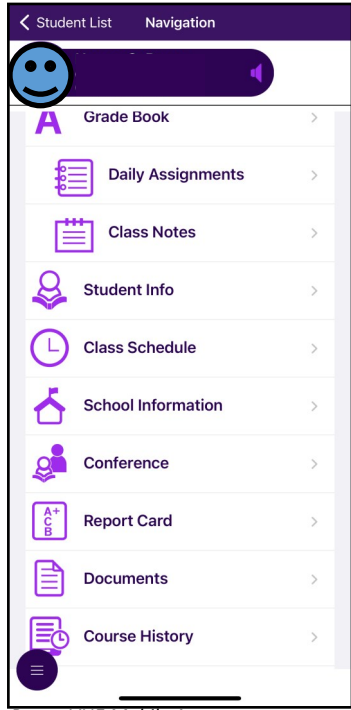 Student List Navigation
A Grade Book
Daily Assignments
Class Notes
Student Info
L Class Schedule
School Information
Conference
A+
C
B
Report Card
Documents
Course History